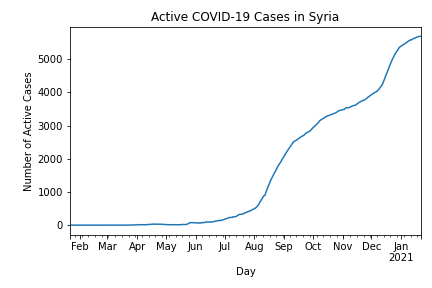 Active COVID-19 Cases in Syria
5000
4000
3000
2000
1000
0
Number of Active Cases
Feb Mar Apr May Jun Jul Aug Sep Oct Nov Dec Jan
2021
Day